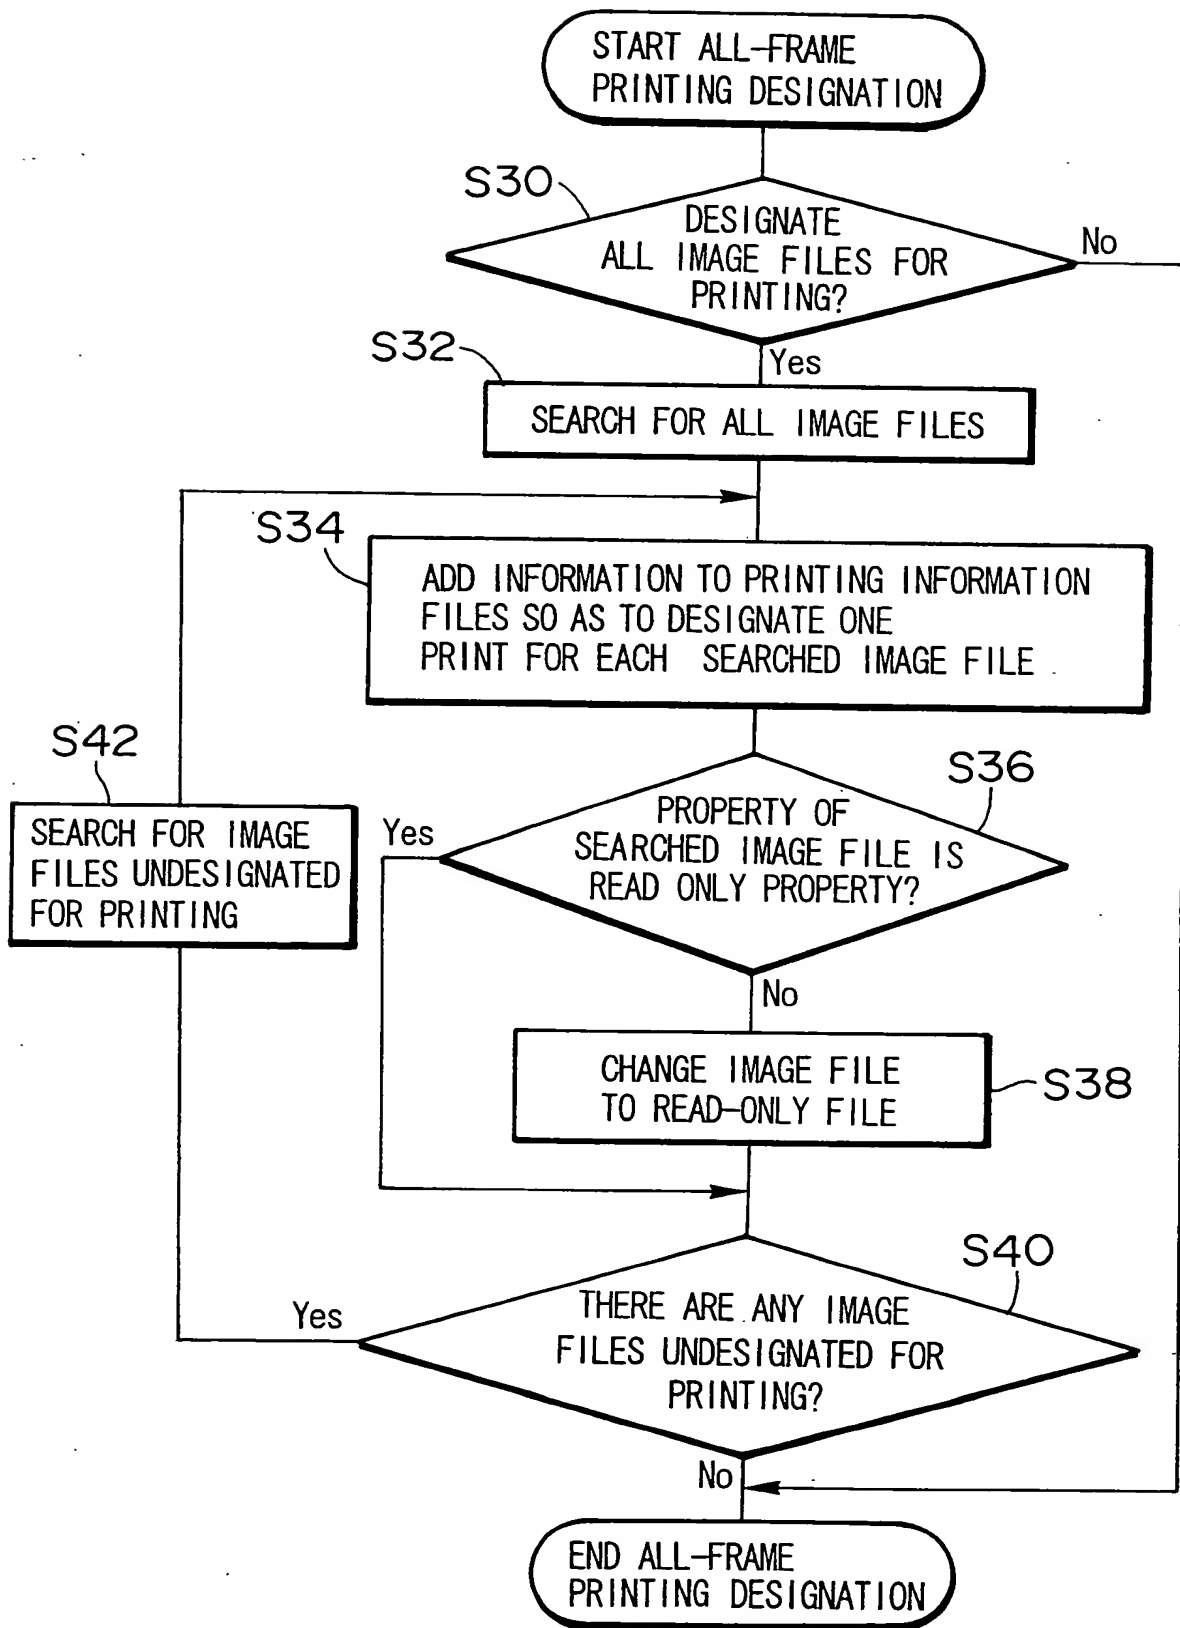 START ALL-FRAME
PRINTING DESIGNATION
S30
DESIGNATE
ALL IMAGE FILES FOR
PRINTING?
No
Yes
S32
SEARCH FOR ALL IMAGE FILES
S34
ADD INFORMATION TO PRINTING INFORMATION
FILES SO AS TO DESIGNATE ONE
PRINT FOR EACH SEARCHED IMAGE FILE
S42
SEARCH FOR IMAGE
FILES UNDESIGNATED
FOR PRINTING
S36
PROPERTY OF
SEARCHED IMAGE FILE IS
READ ONLY PROPERTY?
Yes
No
CHANGE IMAGE FILE
TO READ-ONLY FILE
S38
S40
THERE ARE ANY IMAGE
FILES UNDESIGNATED FOR
PRINTING?
Yes
No
END ALL-FRAME
PRINTING DESIGNATION